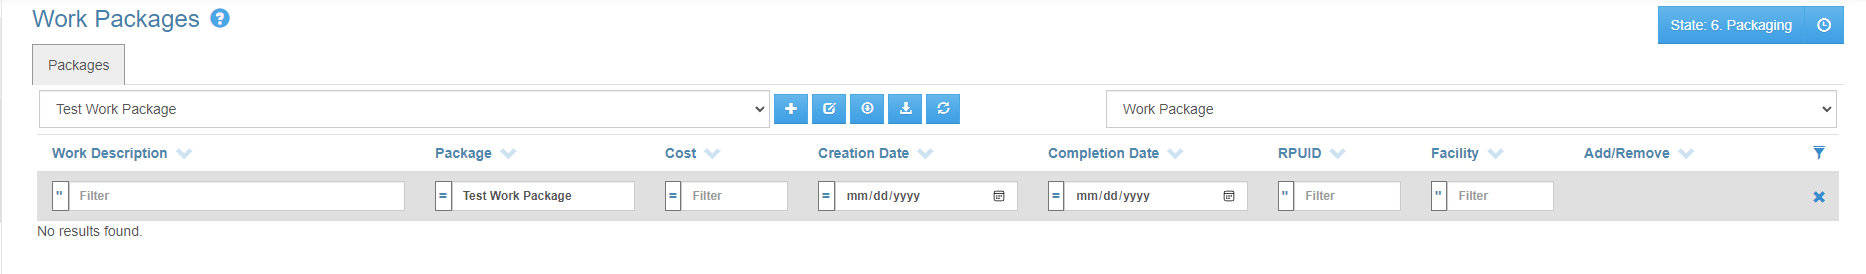 Work Packages ?
State: 6. Packaging
Packages
Test Work Package
Work Package
Work Description Package Cost Creation Date Completion Date RPUID Facility Add/Remove
" Filter = Test Work Package = Filter = mm/dd/yyyy = mm/dd/yyyy " Filter " Filter
No results found.